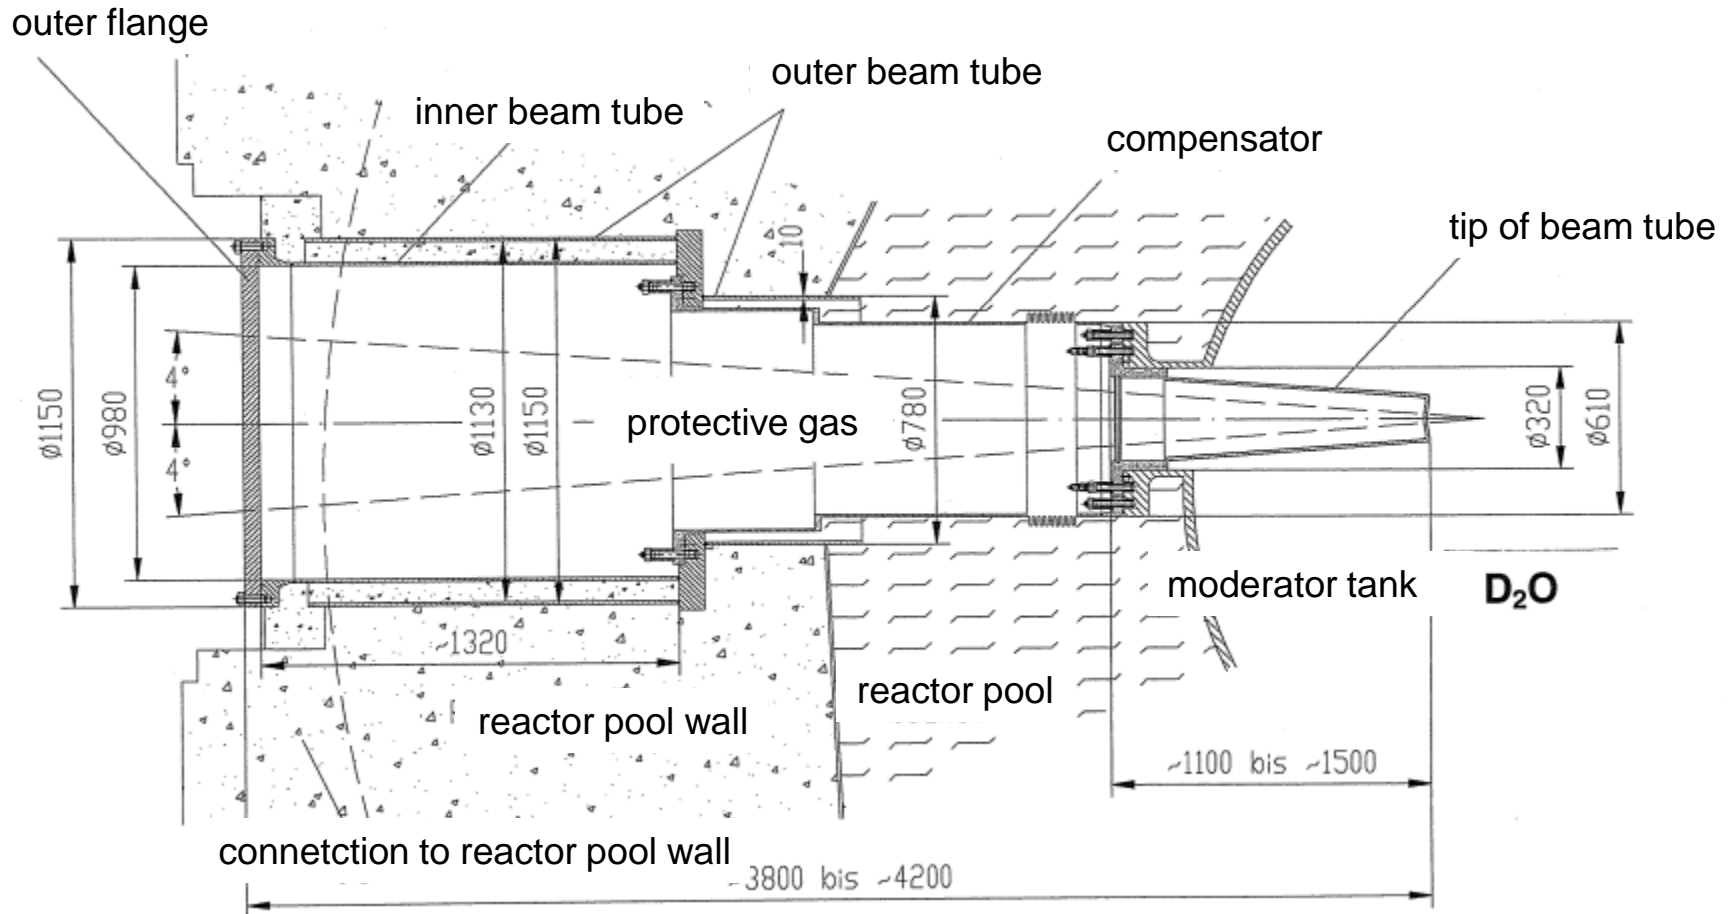 outer flange
outer beam tube
inner beam tube
compensator
tip of beam tube
10
4°
4°
ø1150
ø980
ø1130
ø1150
protective gas
ø780
ø320
ø610
moderator tank
D₂O
~1320
reactor pool
reactor pool wall
~1100 bis ~1500
connetction to reactor pool wall
~3800 bis ~4200